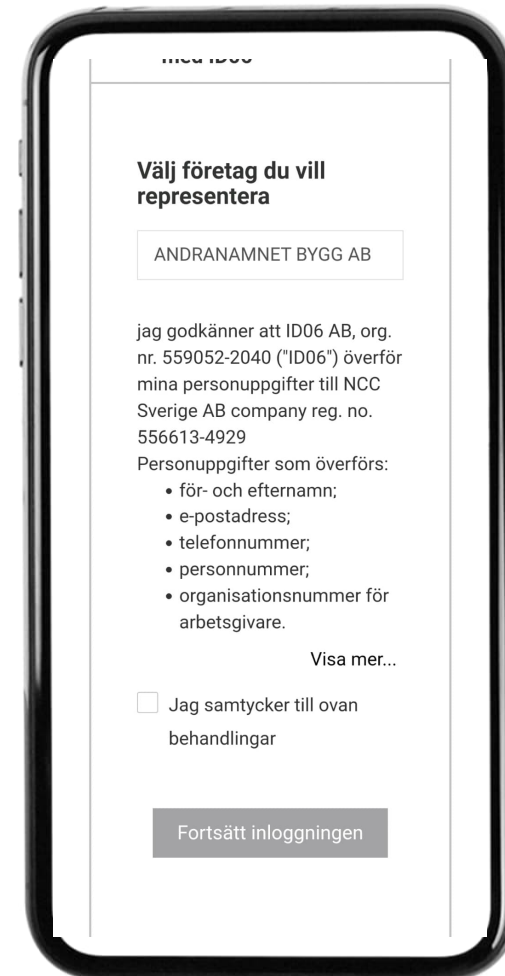 med ID06
Välj företag du vill
representera
ANDRANAMNET BYGG AB
jag godkänner att ID06 AB, org.
nr. 559052-2040 ("ID06") överför
mina personuppgifter till NCC
Sverige AB company reg. no.
556613-4929
Personuppgifter som överförs:
• för- och efternamn;
• e-postadress;
• telefonnummer;
• personnummer;
• organisationsnummer för
arbetsgivare.
Visa mer...
Jag samtycker till ovan
behandlingar
Fortsätt inloggningen